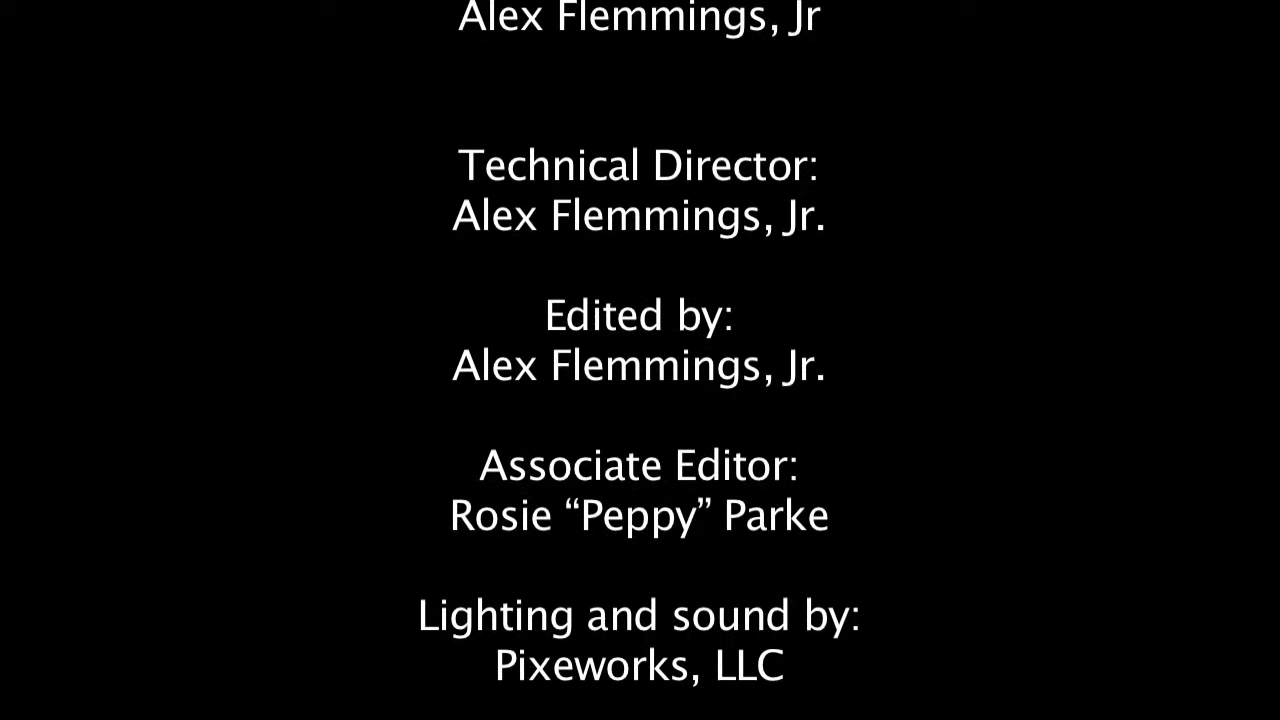 Alex Flemmings, Jr
Technical Director:
Alex Flemmings, Jr.
Edited by:
Alex Flemmings, Jr.
Associate Editor:
Rosie “Peppy” Parke
Lighting and sound by:
Pixeworks, LLC